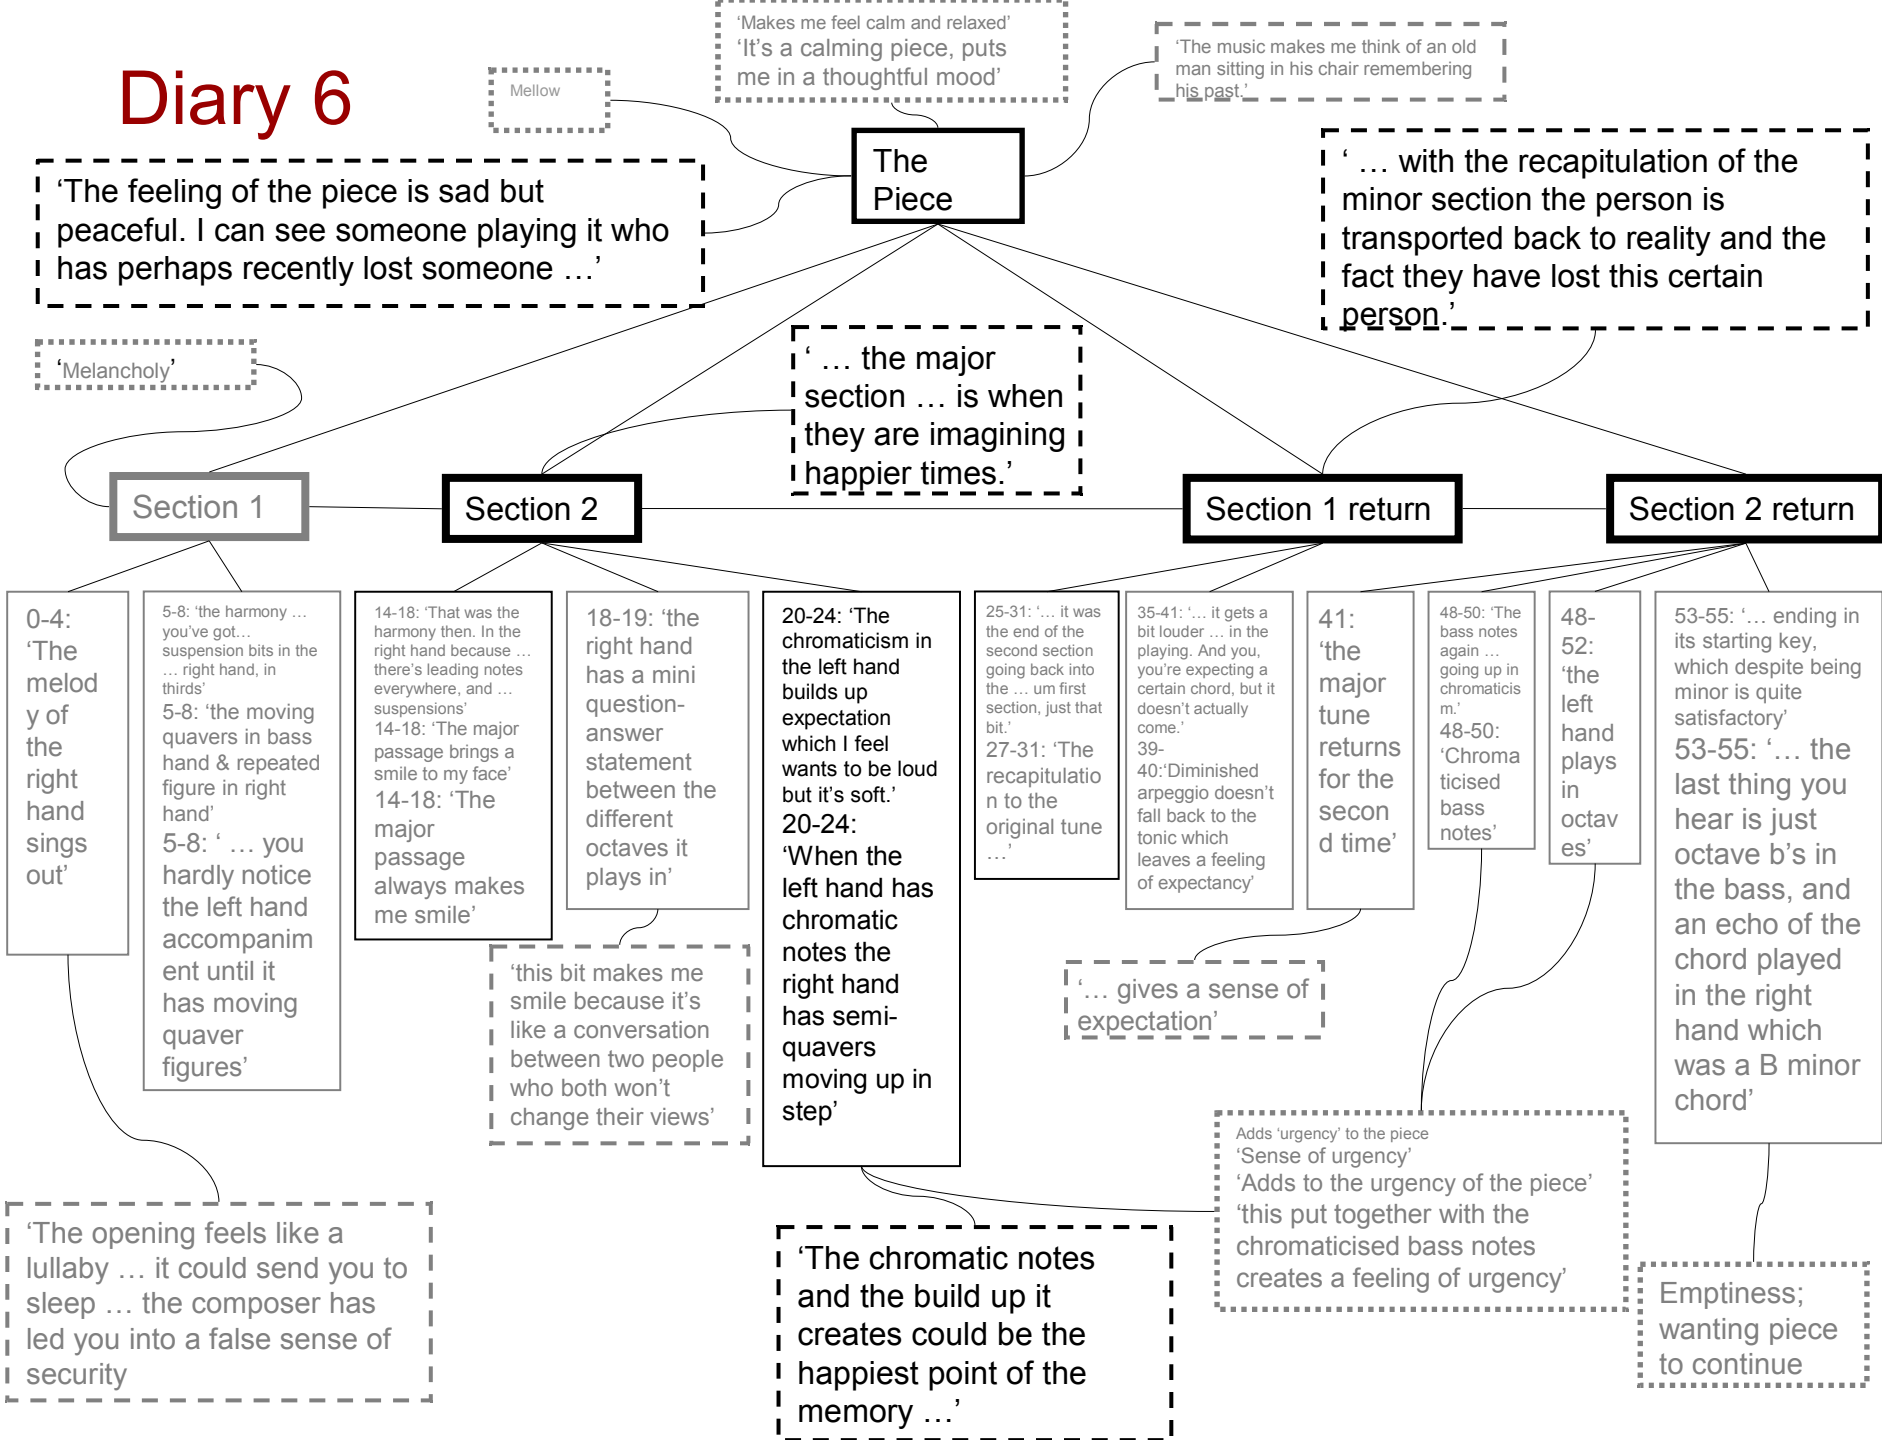 Diary 6
Mellow
‘Makes me feel calm and relaxed’
‘It’s a calming piece, puts
me in a thoughtful mood’
‘The music makes me think of an old
man sitting in his chair remembering
his past.’
The
Piece
‘The feeling of the piece is sad but
peaceful. I can see someone playing it who
has perhaps recently lost someone …’
‘ … with the recapitulation of the
minor section the person is
transported back to reality and the
fact they have lost this certain
person.’
‘Melancholy’
‘ … the major
section … is when
they are imagining
happier times.’
Section 1
Section 2
Section 1 return
Section 2 return
0-4:
‘The
melod
y of
the
right
hand
sings
out’
5-8: ‘the harmony …
you’ve got…
suspension bits in the
… right hand, in
thirds’
5-8: ‘the moving
quavers in bass
hand & repeated
figure in right
hand’
5-8: ‘ … you
hardly notice
the left hand
accompanim
ent until it
has moving
quaver
figures’
14-18: ‘That was the
harmony then. In the
right hand because …
there’s leading notes
everywhere, and …
suspensions’
14-18: ‘The major
passage brings a
smile to my face’
14-18: ‘The
major
passage
always makes
me smile’
18-19: ‘the
right hand
has a mini
question-
answer
statement
between the
different
octaves it
plays in’
20-24: ‘The
chromaticism in
the left hand
builds up
expectation
which I feel
wants to be loud
but it’s soft.’
20-24:
‘When the
left hand has
chromatic
notes the
right hand
has semi-
quavers
moving up in
step’
25-31: ‘… it was
the end of the
second section
going back into
the … um first
section, just that
bit.’
27-31: ‘The
recapitulatio
n to the
original tune
…’
35-41: ‘… it gets a
bit louder … in the
playing. And you,
you’re expecting a
certain chord, but it
doesn’t actually
come.’
39-
40:‘Diminished
arpeggio doesn’t
fall back to the
tonic which
leaves a feeling
of expectancy’
41:
‘the
major
tune
returns
for the
secon
d time’
48-50: ‘The
bass notes
again …
going up in
chromaticis
m.’
48-50:
‘Chroma
ticised
bass
notes’
48-
52:
‘the
left
hand
plays
in
octav
es’
53-55: ‘… ending in
its starting key,
which despite being
minor is quite
satisfactory’
53-55: ‘… the
last thing you
hear is just
octave b’s in
the bass, and
an echo of the
chord played
in the right
hand which
was a B minor
chord’
‘this bit makes me
smile because it’s
like a conversation
between two people
who both won’t
change their views’
‘… gives a sense of
expectation’
Adds ‘urgency’ to the piece
‘Sense of urgency’
‘Adds to the urgency of the piece’
‘this put together with the
chromaticised bass notes
creates a feeling of urgency’
‘The opening feels like a
lullaby … it could send you to
sleep … the composer has
led you into a false sense of
security
‘The chromatic notes
and the build up it
creates could be the
happiest point of the
memory …’
Emptiness;
wanting piece
to continue